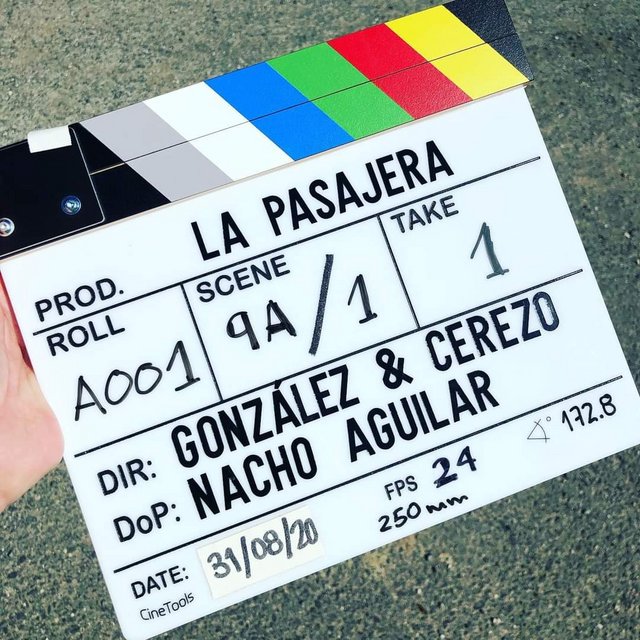 PROD. LA PASAJERA
ROLL SCENE TAKE
A001 9A/1 1
DIR: GONZÁLEZ & CEREZO
DoP: NACHO AGUILAR
FPS 24 ∡° 172.8
250mm
DATE: 31/08/20
CineTools